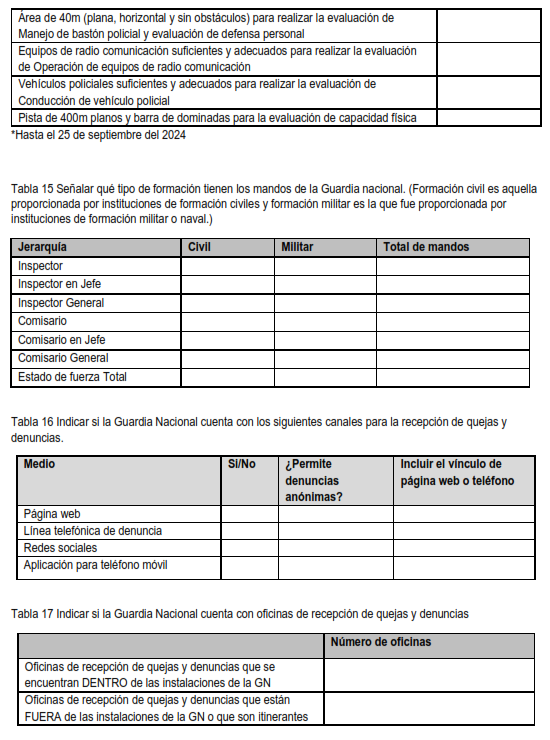 Área de 40m (plana, horizontal y sin obstáculos) para realizar la evaluación de
Manejo de bastón policial y evaluación de defensa personal
Equipos de radio comunicación suficientes y adecuados para realizar la evaluación
de Operación de equipos de radio comunicación
Vehículos policiales suficientes y adecuados para realizar la evaluación de
Conducción de vehículo policial
Pista de 400m planos y barra de dominadas para la evaluación de capacidad física
*Hasta el 25 de septiembre del 2024
Tabla 15 Señalar qué tipo de formación tienen los mandos de la Guardia nacional. (Formación civil es aquella
proporcionada por instituciones de formación civiles y formación militar es la que fue proporcionada por
instituciones de formación militar o naval.)
Jerarquía Civil Militar Total de mandos
Inspector
Inspector en Jefe
Inspector General
Comisario
Comisario en Jefe
Comisario General
Estado de fuerza Total
Tabla 16 Indicar si la Guardia Nacional cuenta con los siguientes canales para la recepción de quejas y
denuncias.
Medio Si/No ¿Permite denuncias anónimas? Incluir el vínculo de página web o teléfono
Página web
Línea telefónica de denuncia
Redes sociales
Aplicación para teléfono móvil
Tabla 17 Indicar si la Guardia Nacional cuenta con oficinas de recepción de quejas y denuncias
Número de oficinas
Oficinas de recepción de quejas y denuncias que se
encuentran DENTRO de las instalaciones de la GN
Oficinas de recepción de quejas y denuncias que están
FUERA de las instalaciones de la GN o que son itinerantes